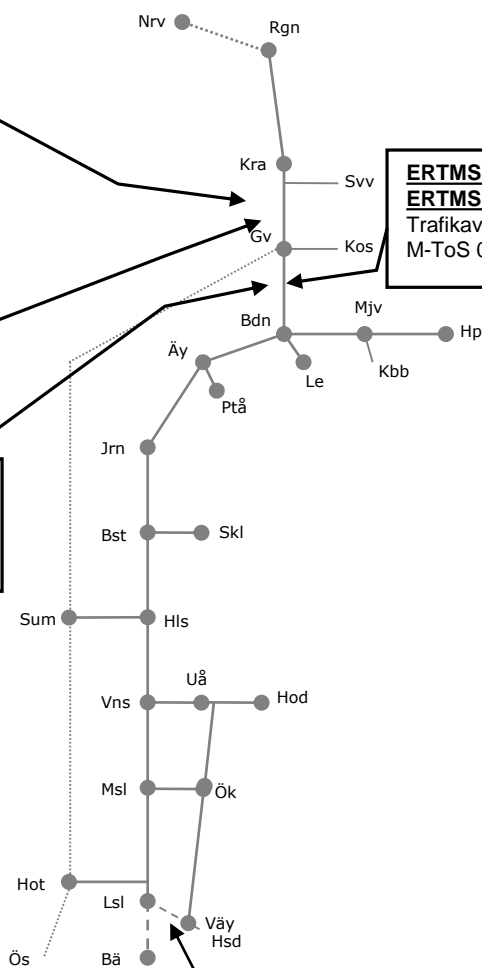 Nrv
Rgn
Kra
Svv
ERTMS
ERTMS
Trafikav
M-ToS 0
Gv
Kos
Bdn
Mjv
Hp
Äy
Le
Kbb
Ptå
Jrn
Bst
Skl
Sum
Hls
Uå
Vns
Hod
Msl
Ök
Hot
Lsl
Väy
Hsd
Ös
Bä